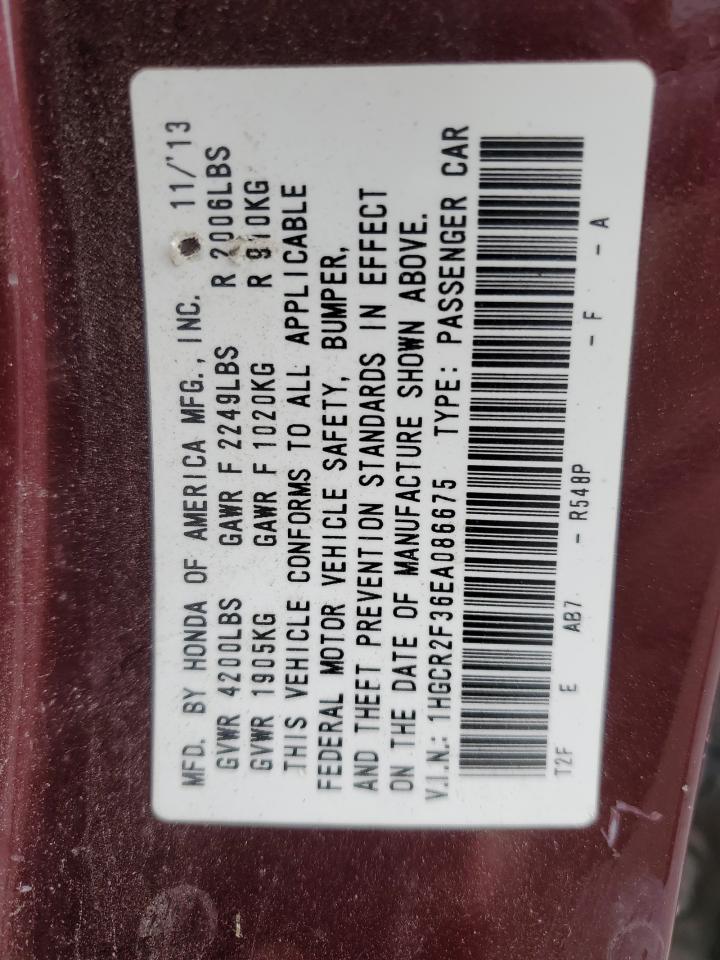 MFD. BY HONDA OF AMERICA MFG., INC. 11/'13
GVWR 4200LBS GAWR F 2249LBS R 2006LBS
GVWR 1905KG GAWR F 1020KG R 910KG
THIS VEHICLE CONFORMS TO ALL APPLICABLE
FEDERAL MOTOR VEHICLE SAFETY, BUMPER,
AND THEFT PREVENTION STANDARDS IN EFFECT
ON THE DATE OF MANUFACTURE SHOWN ABOVE.
V.I.N.: 1HGCR2F36EA086675 TYPE: PASSENGER CAR
T2F E AB7 - R548P - F - A